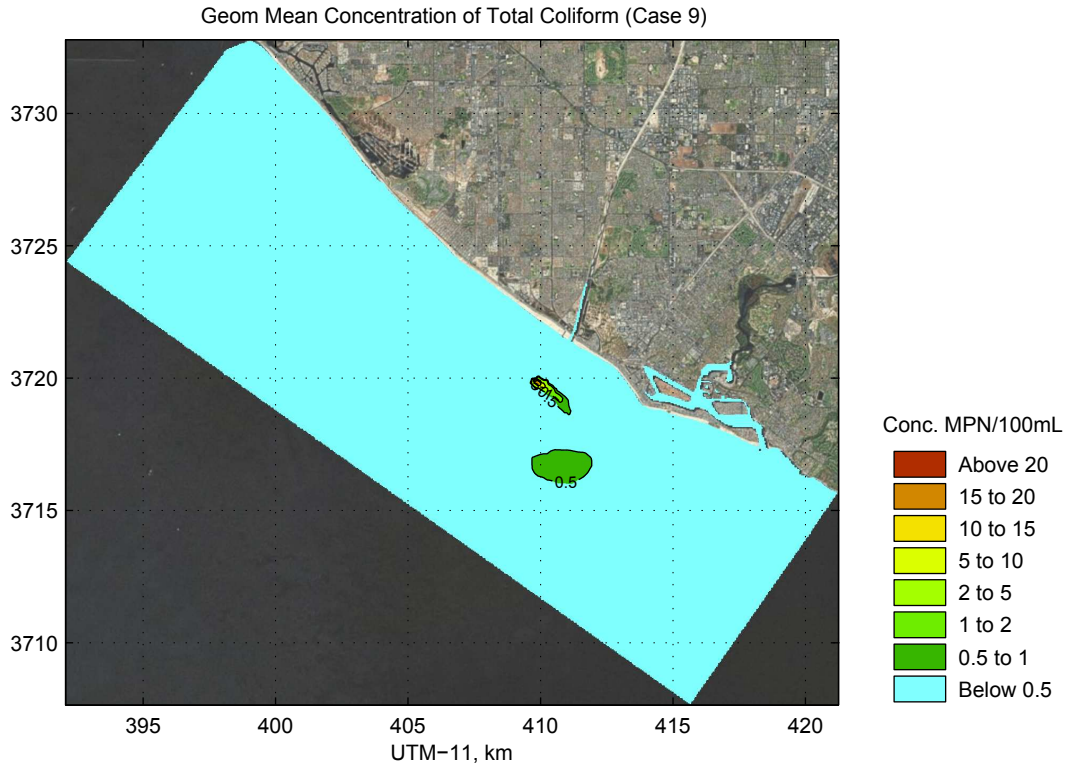 Geom Mean Concentration of Total Coliform (Case 9)
3730
3725
3720
3715
3710
0.5
0.5
395
400
405
410
415
420
UTM−11, km
Conc. MPN/100mL
Above 20
15 to 20
10 to 15
5 to 10
2 to 5
1 to 2
0.5 to 1
Below 0.5